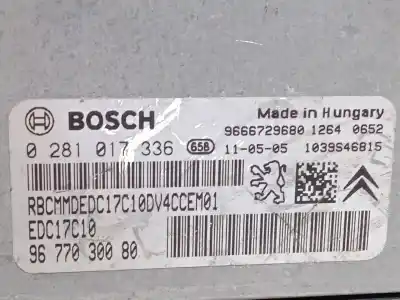 BOSCH
Made in Hungary
9666729680 1264 0652
0 281 017 336 658 11-05-05 1039S46815
RBCMMDEDC17C10DV4CCEM01
EDC17C10
96 770 300 80